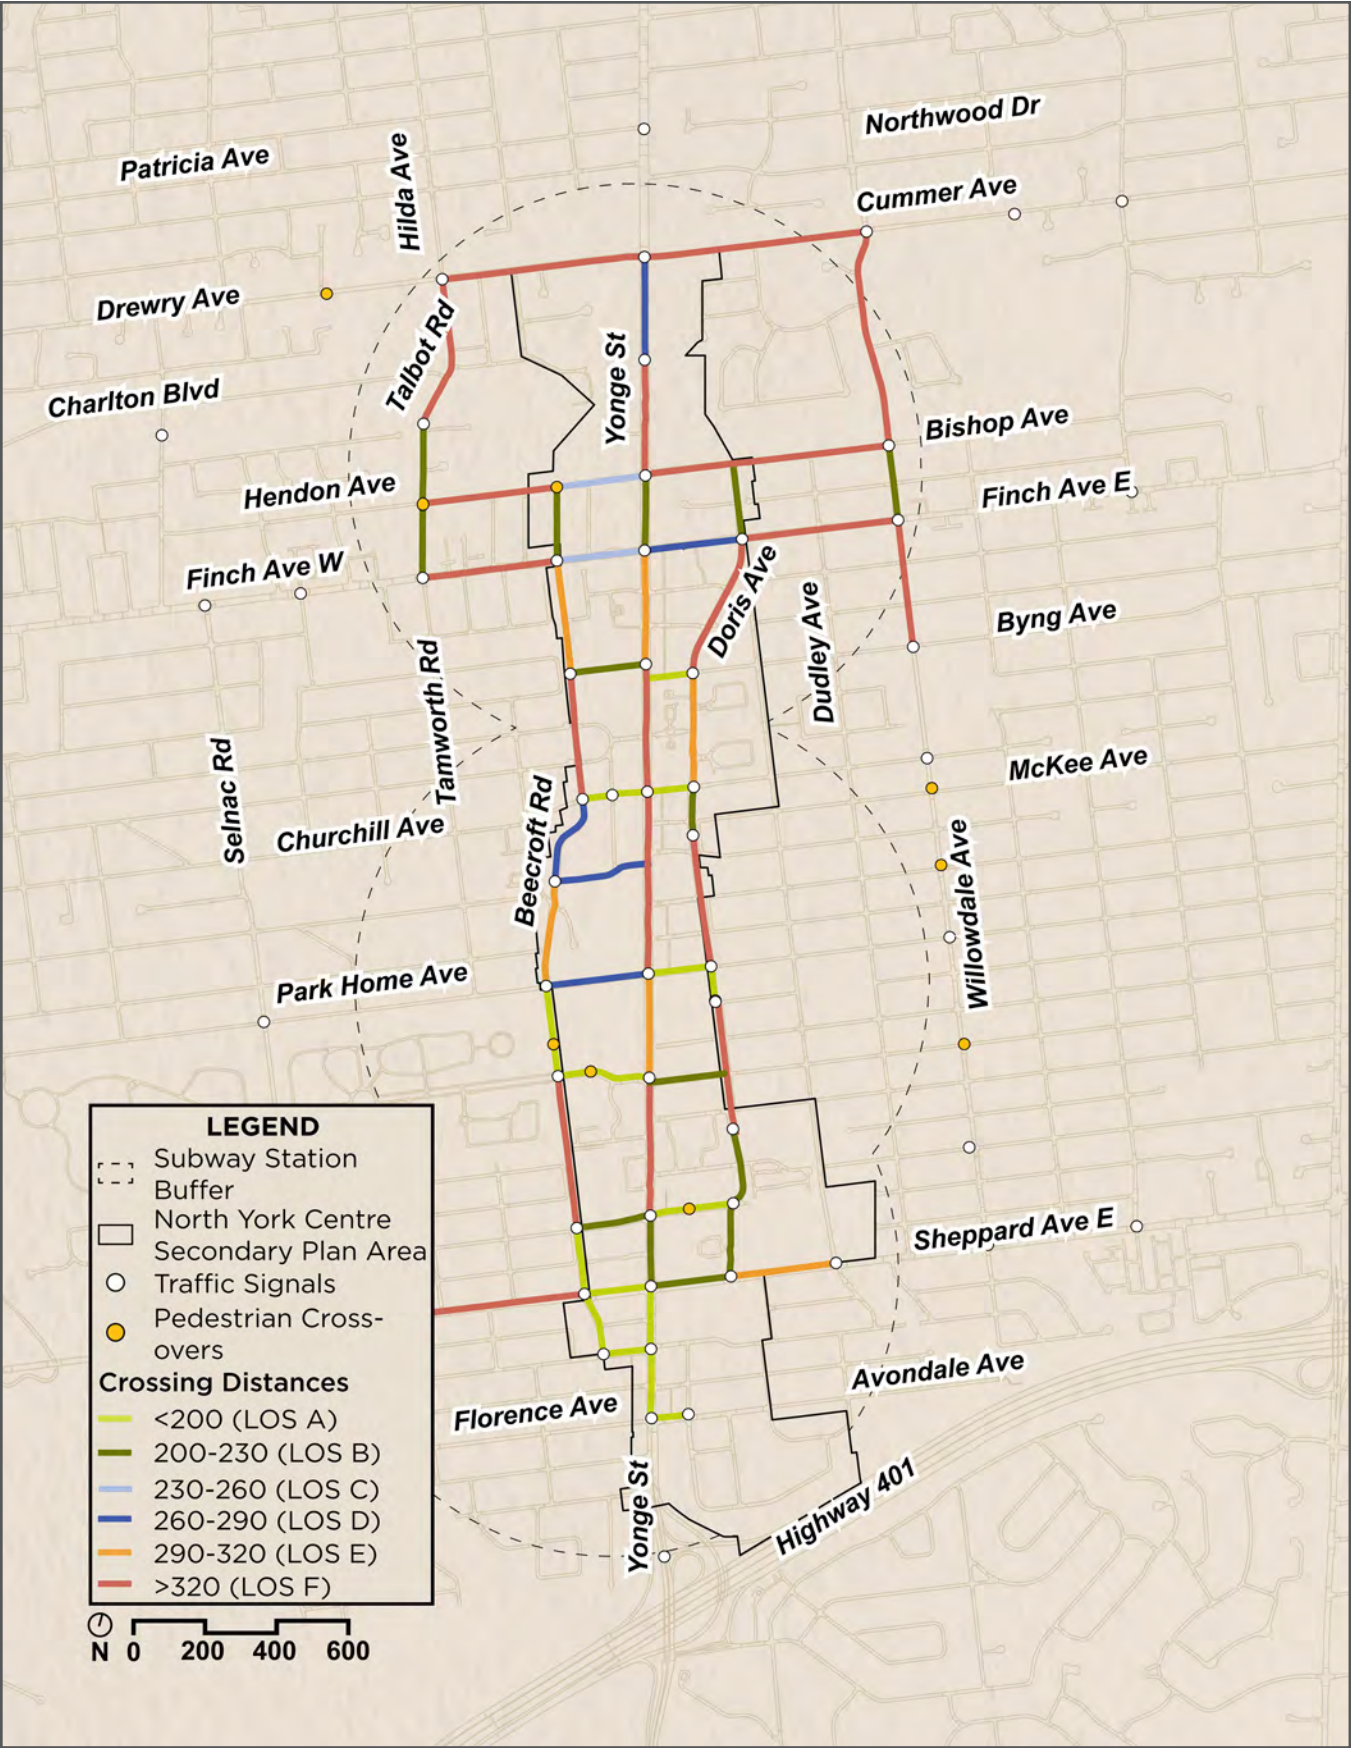 Northwood Dr
Patricia Ave
Hilda Ave
Cummer Ave
Drewry Ave
Talbot Rd
Yonge St
Charlton Blvd
Bishop Ave
Hendon Ave
Finch Ave E
Finch Ave W
Doris Ave
Dudley Ave
Byng Ave
Tamworth Rd
Selnac Rd
McKee Ave
Beecroft Rd
Churchill Ave
Willowdale Ave
Park Home Ave
Sheppard Ave E
Avondale Ave
Florence Ave
Yonge St
Highway 401
LEGEND
Subway Station
Buffer
North York Centre
Secondary Plan Area
Traffic Signals
Pedestrian Cross-
overs
Crossing Distances
<200 (LOS A)
200-230 (LOS B)
230-260 (LOS C)
260-290 (LOS D)
290-320 (LOS E)
>320 (LOS F)
N 0 200 400 600